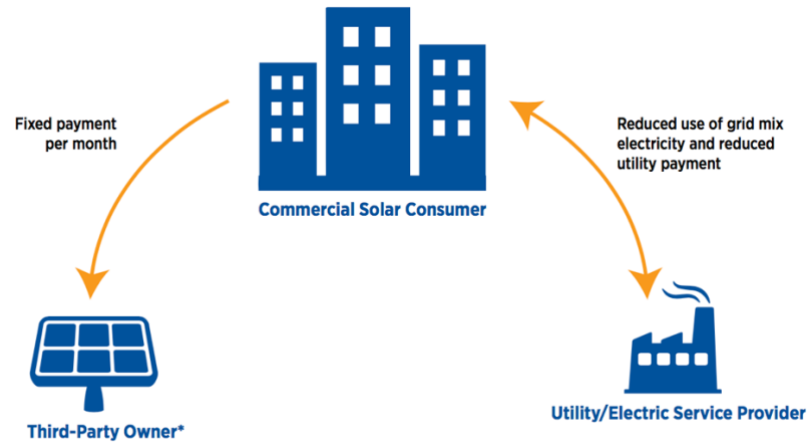 Fixed payment
per month
Reduced use of grid mix
electricity and reduced
utility payment
Commercial Solar Consumer
Third-Party Owner*
Utility/Electric Service Provider